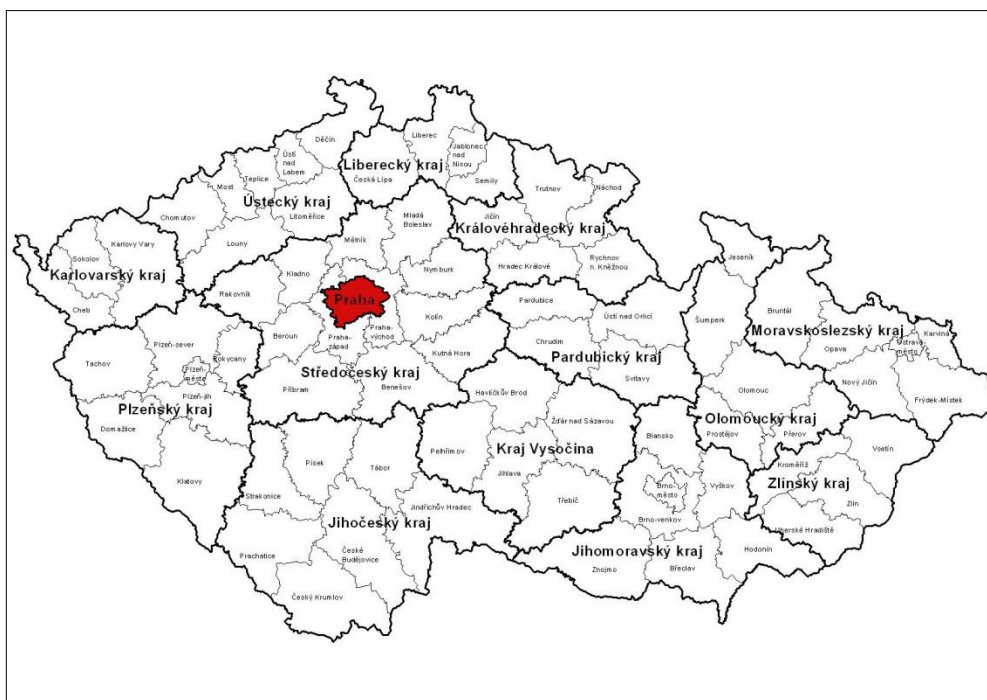 Děčín
Liberec
Ústí
nad
Labem
Jablonec
nad
Nisou
Liberecký kraj
Teplice
Česká Lípa
Semily
Most
Trutnov
Náchod
Ústecký kraj
Chomutov
Litoměřice
Mladá
Boleslav
Jičín
Královéhradecký kraj
Louny
Mělník
Karlovy Vary
Sokolov
Karlovarský kraj
Kladno
Nymburk
Hradec Králové
Rychnov
n. Kněžnou
Jeseník
Cheb
Rakovník
Praha
Pardubice
Kolín
Ústí nad Orlicí
Šumperk
Bruntál
Moravskoslezský kraj
Karviná
Ostrava-
město
Opava
Beroun
Praha-
západ
Praha-
východ
Chrudim
Pardubický kraj
Plzeň-sever
Rokycany
Tachov
Plzeň-
město
Kutná Hora
Středočeský kraj
Svitavy
Nový Jičín
Příbram
Benešov
Havlíčkův Brod
Olomouc
Frýdek-Místek
Plzeň-jih
Plzeňský kraj
Olomoucký kraj
Domažlice
Žďár nad Sázavou
Prostějov
Přerov
Blansko
Kraj Vysočina
Vsetín
Písek
Tábor
Pelhřimov
Kroměříž
Jihlava
Klatovy
Zlínský kraj
Strakonice
Brno-
město
Vyškov
Třebíč
Zlín
Jindřichův Hradec
Jihočeský kraj
Brno-venkov
Uherské Hradiště
Prachatice
České
Budějovice
Jihomoravský kraj
Hodonín
Znojmo
Břeclav
Český Krumlov